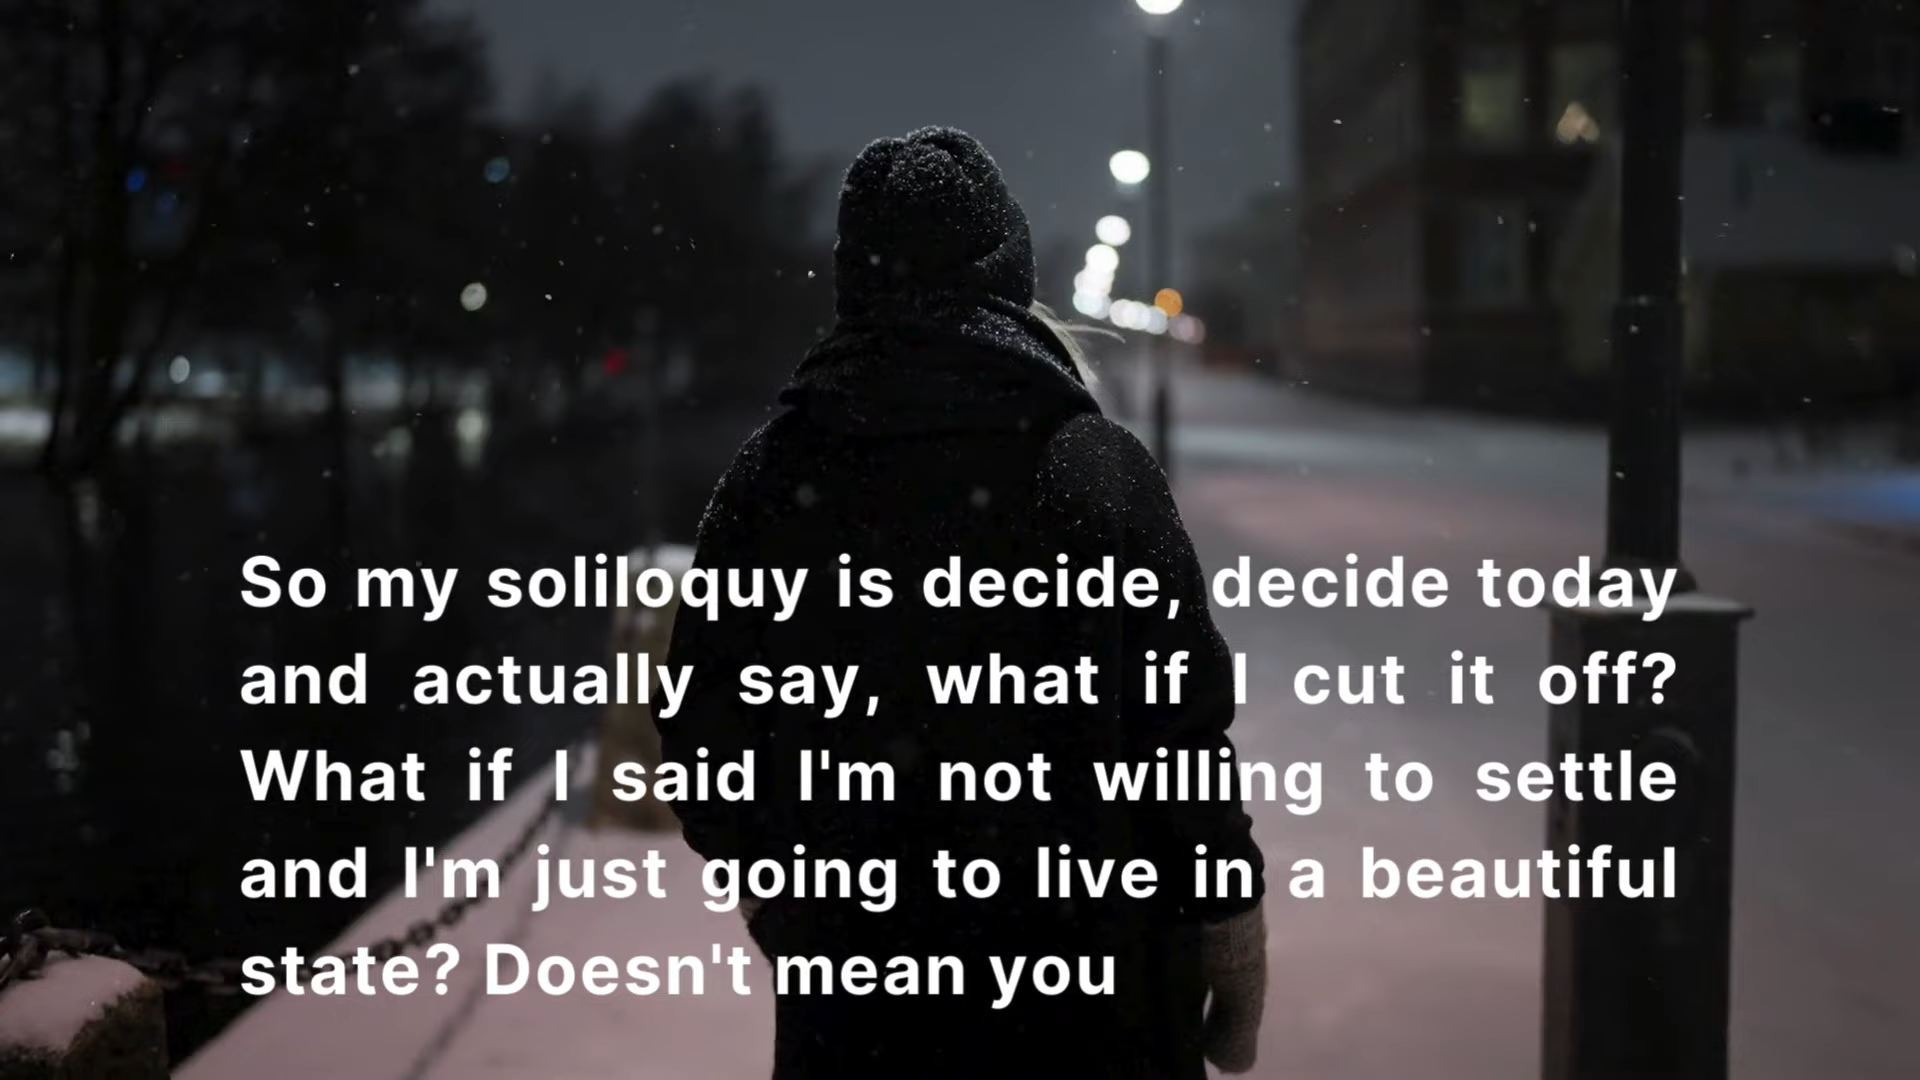 So my soliloquy is decide, decide today
and actually say, what if I cut it off?
What if I said I'm not willing to settle
and I'm just going to live in a beautiful
state? Doesn't mean you